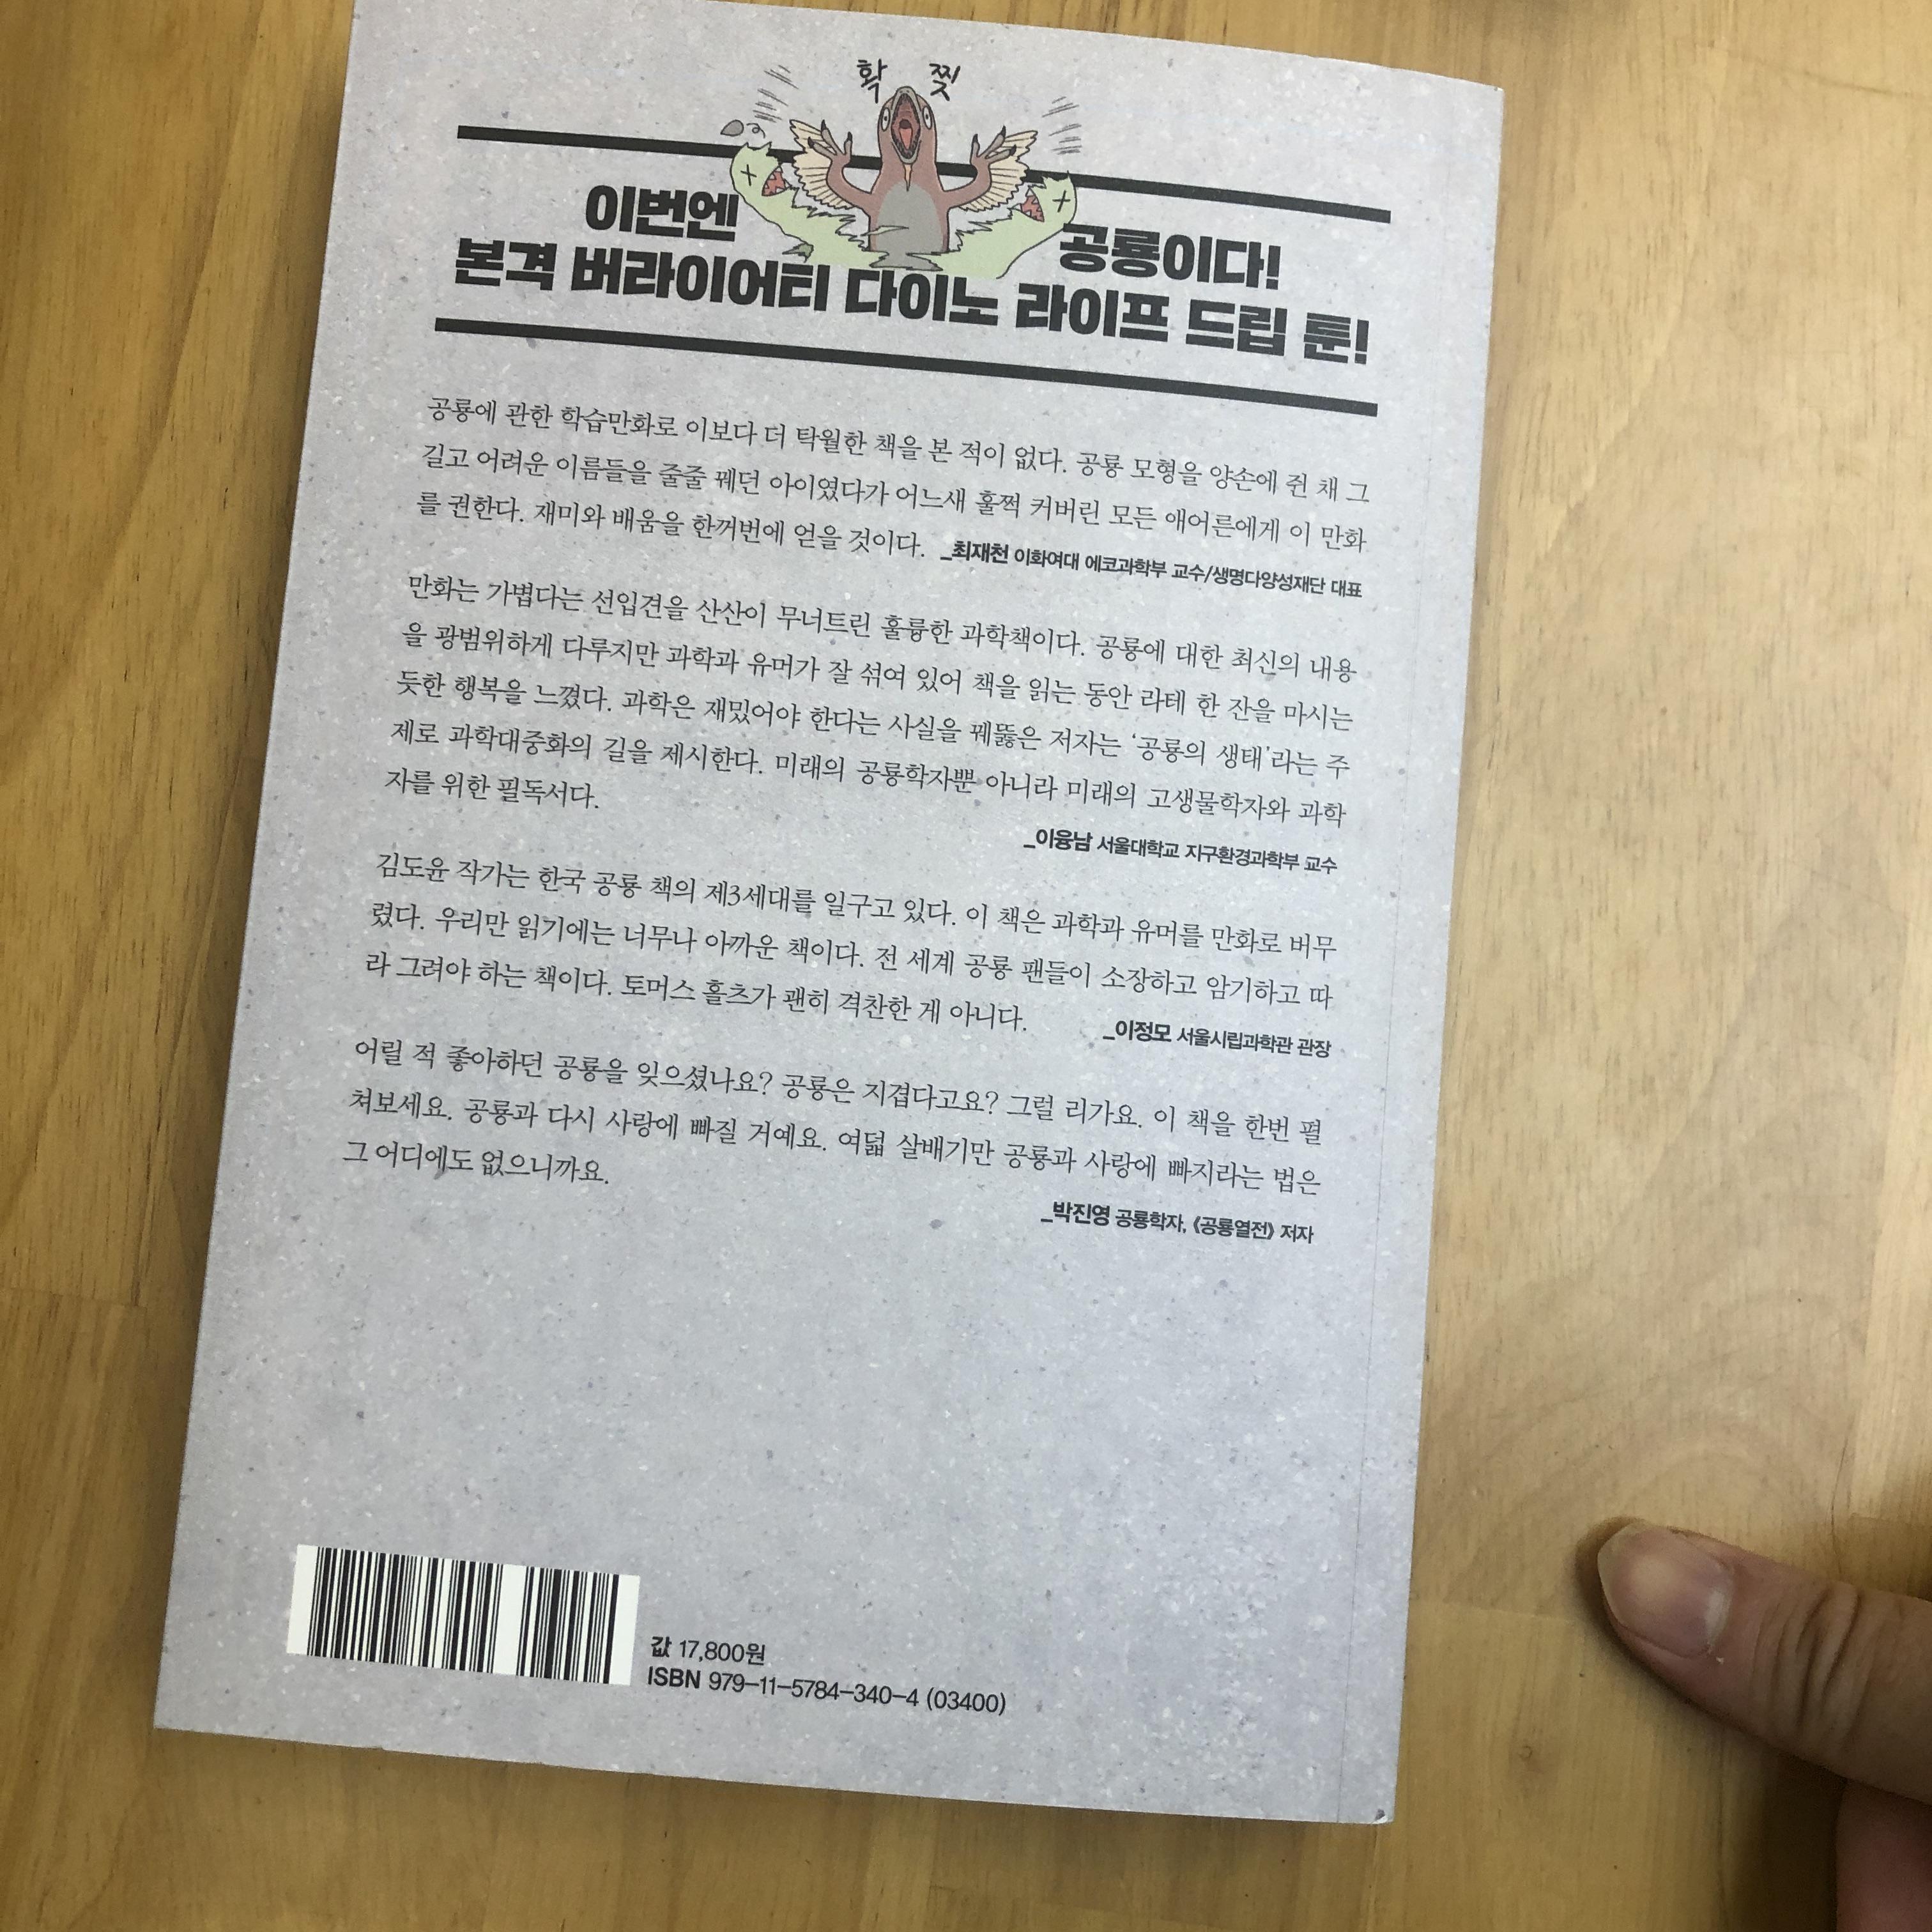 확 찢
이번엔 공룡이다!
본격 버라이어티 다이노 라이프 드립 툰!
공룡에 관한 학습만화로 이보다 더 탁월한 책을 본 적이 없다. 공룡 모형을 양손에 쥔 채 그
길고 어려운 이름들을 줄줄 꿰던 아이였다가 어느새 훌쩍 커버린 모든 애어른에게 이 만화
를 권한다. 재미와 배움을 한꺼번에 얻을 것이다. _최재천 이화여대 에코과학부 교수/생명다양성재단 대표
만화는 가볍다는 선입견을 산산이 무너트린 훌륭한 과학책이다. 공룡에 대한 최신의 내용
을 광범위하게 다루지만 과학과 유머가 잘 섞여 있어 책을 읽는 동안 라테 한 잔을 마시는
듯한 행복을 느꼈다. 과학은 재밌어야 한다는 사실을 꿰뚫은 저자는 ‘공룡의 생태’라는 주
제로 과학대중화의 길을 제시한다. 미래의 공룡학자뿐 아니라 미래의 고생물학자와 과학
자를 위한 필독서다.
_이융남 서울대학교 지구환경과학부 교수
김도윤 작가는 한국 공룡 책의 제3세대를 일구고 있다. 이 책은 과학과 유머를 만화로 버무
렸다. 우리만 읽기에는 너무나 아까운 책이다. 전 세계 공룡 팬들이 소장하고 암기하고 따
라 그려야 하는 책이다. 토머스 홀츠가 괜히 격찬한 게 아니다. _이정모 서울시립과학관 관장
어릴 적 좋아하던 공룡을 잊으셨나요? 공룡은 지겹다고요? 그럴 리가요. 이 책을 한번 펼
쳐보세요. 공룡과 다시 사랑에 빠질 거예요. 여덟 살배기만 공룡과 사랑에 빠지라는 법은
그 어디에도 없으니까요.
_박진영 공룡학자, 《공룡열전》 저자
값 17,800원
ISBN 979-11-5784-340-4 (03400)